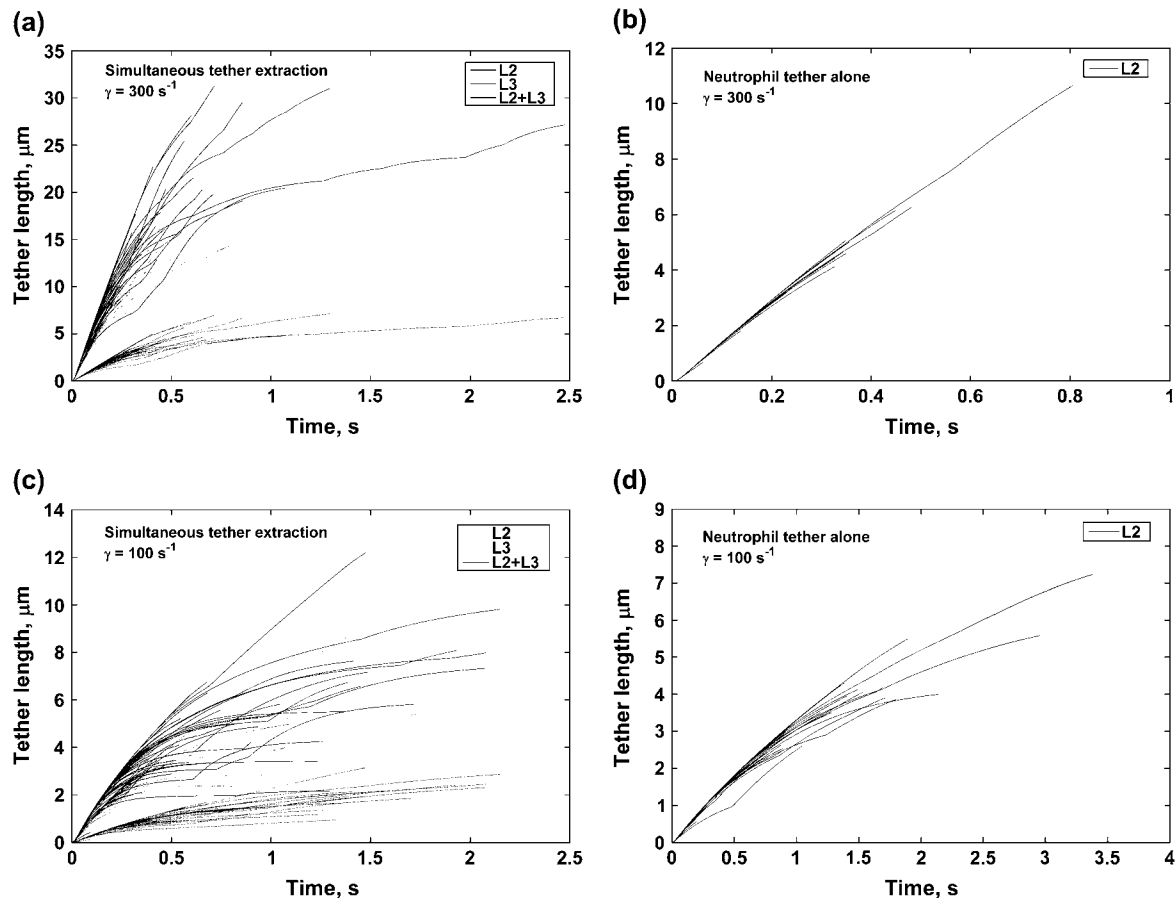 (a)
35
30
25
20
15
10
5
0
Tether length, μm
Simultaneous tether extraction
γ = 300 s-1
L2
L3
L2+L3
0 0.5 1 1.5 2 2.5
Time, s
(b)
12
10
8
6
4
2
0
Tether length, μm
Neutrophil tether alone
γ = 300 s-1
L2
0 0.2 0.4 0.6 0.8 1
Time, s
(c)
14
12
10
8
6
4
2
0
Tether length, μm
Simultaneous tether extraction
γ = 100 s-1
L2
L3
L2+L3
0 0.5 1 1.5 2 2.5
Time, s
(d)
9
8
7
6
5
4
3
2
1
0
Tether length, μm
Neutrophil tether alone
γ = 100 s-1
L2
0 0.5 1 1.5 2 2.5 3 3.5 4
Time, s